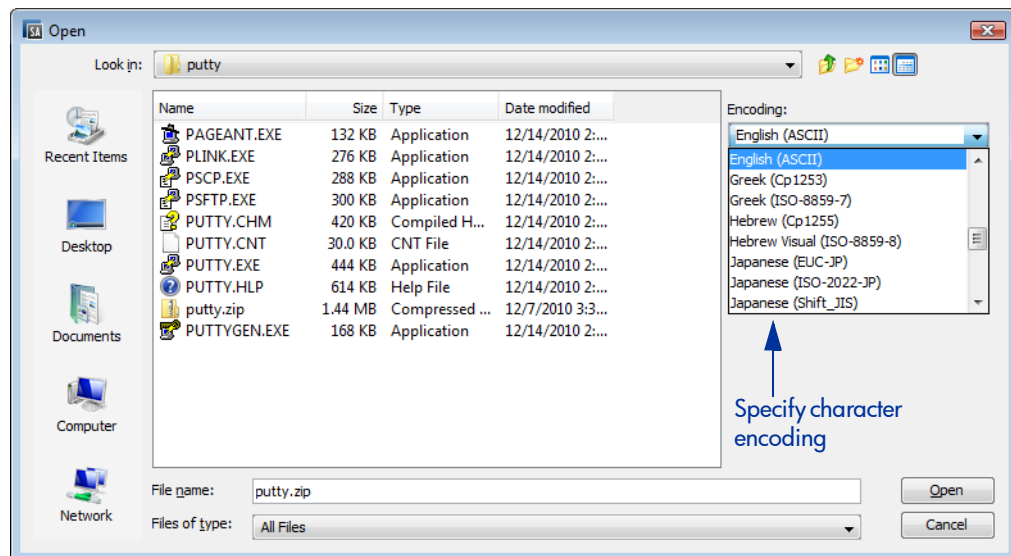 SA Open
Look in: putty
Recent Items
Desktop
Documents
Computer
Network
Name Size Type Date modified
PAGEANT.EXE 132 KB Application 12/14/2010 2:...
PLINK.EXE 276 KB Application 12/14/2010 2:...
PSCP.EXE 288 KB Application 12/14/2010 2:...
PSFTP.EXE 300 KB Application 12/14/2010 2:...
PUTTY.CHM 420 KB Compiled H... 12/14/2010 2:...
PUTTY.CNT 30.0 KB CNT File 12/14/2010 2:...
PUTTY.EXE 444 KB Application 12/14/2010 2:...
PUTTY.HLP 614 KB Help File 12/14/2010 2:...
putty.zip 1.44 MB Compressed ... 12/7/2010 3:3...
PUTTYGEN.EXE 168 KB Application 12/14/2010 2:...
Encoding:
English (ASCII)
English (ASCII)
Greek (Cp1253)
Greek (ISO-8859-7)
Hebrew (Cp1255)
Hebrew Visual (ISO-8859-8)
Japanese (EUC-JP)
Japanese (ISO-2022-JP)
Japanese (Shift_JIS)
Specify character
encoding
File name: putty.zip
Open
Files of type: All Files
Cancel